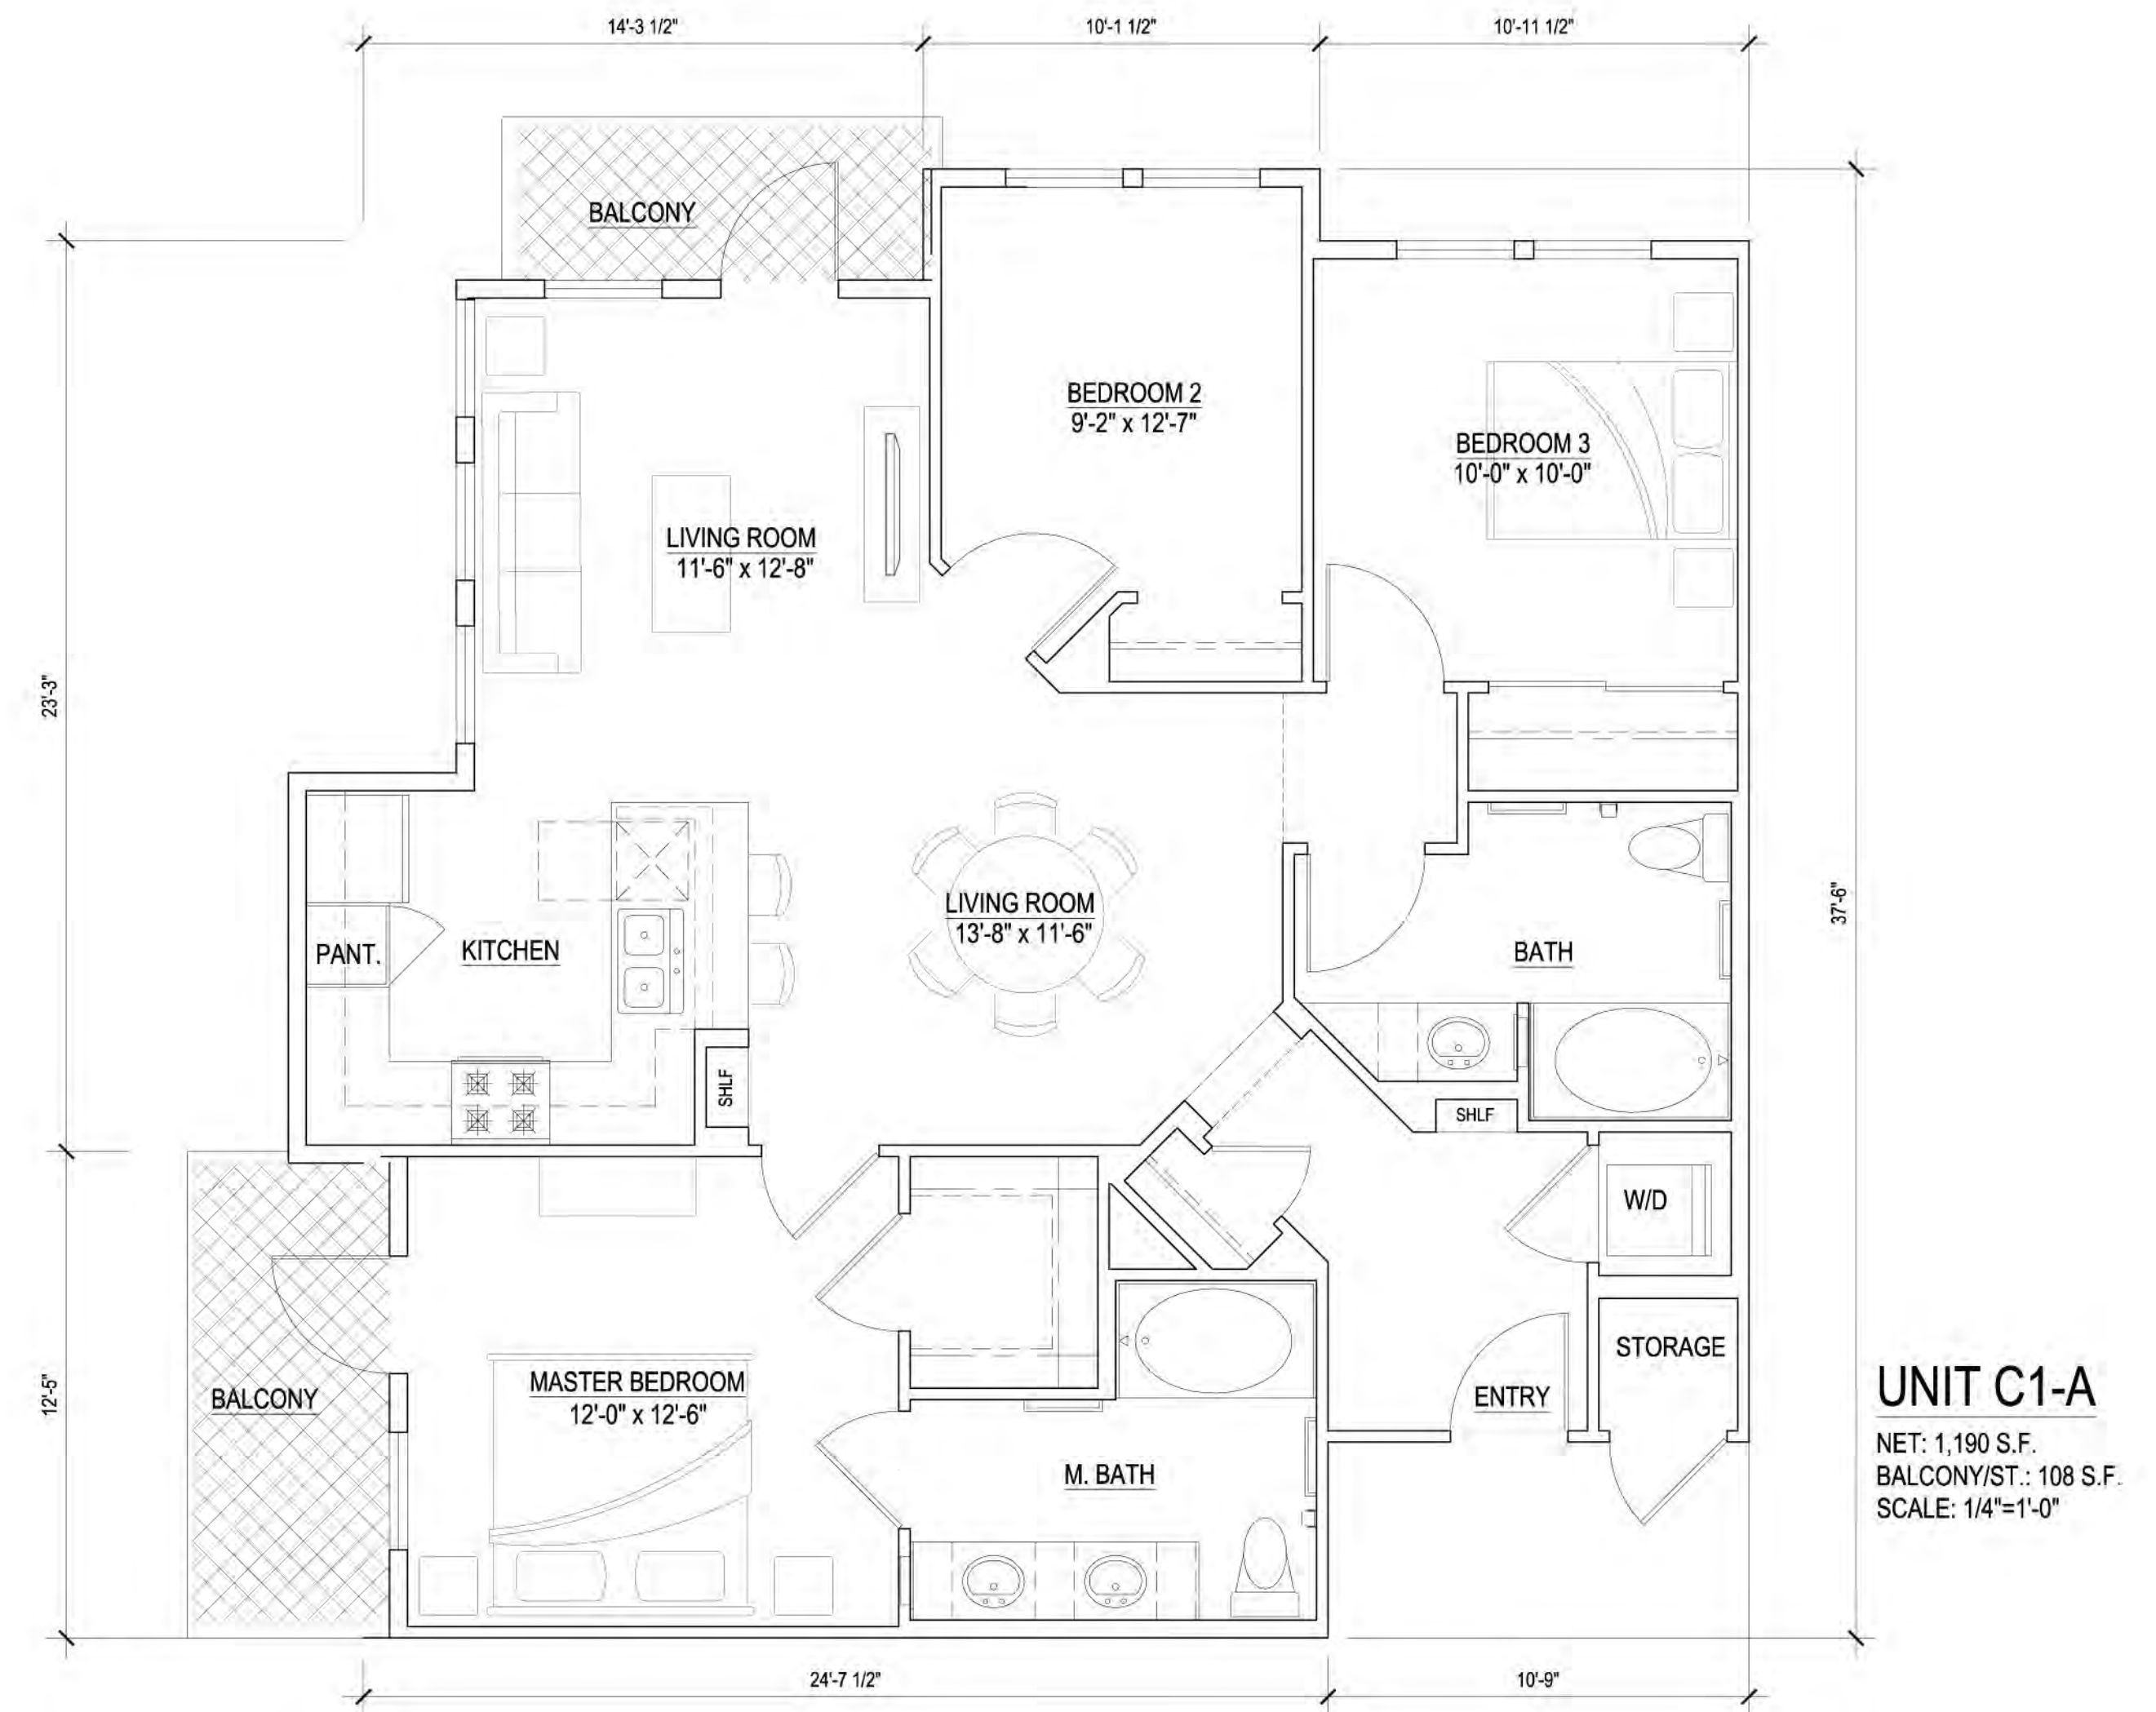 14'-3 1/2"
10'-1 1/2"
10'-11 1/2"
BALCONY
BEDROOM 2
9'-2" x 12'-7"
BEDROOM 3
10'-0" x 10'-0"
LIVING ROOM
11'-6" x 12'-8"
23'-3"
LIVING ROOM
13'-8" x 11'-6"
37'-6"
PANT.
KITCHEN
BATH
SHLF
SHLF
W/D
STORAGE
MASTER BEDROOM
12'-0" x 12'-6"
BALCONY
12'-5"
ENTRY
M. BATH
UNIT C1-A
NET: 1,190 S.F.
BALCONY/ST.: 108 S.F.
SCALE: 1/4"=1'-0"
24'-7 1/2"
10'-9"